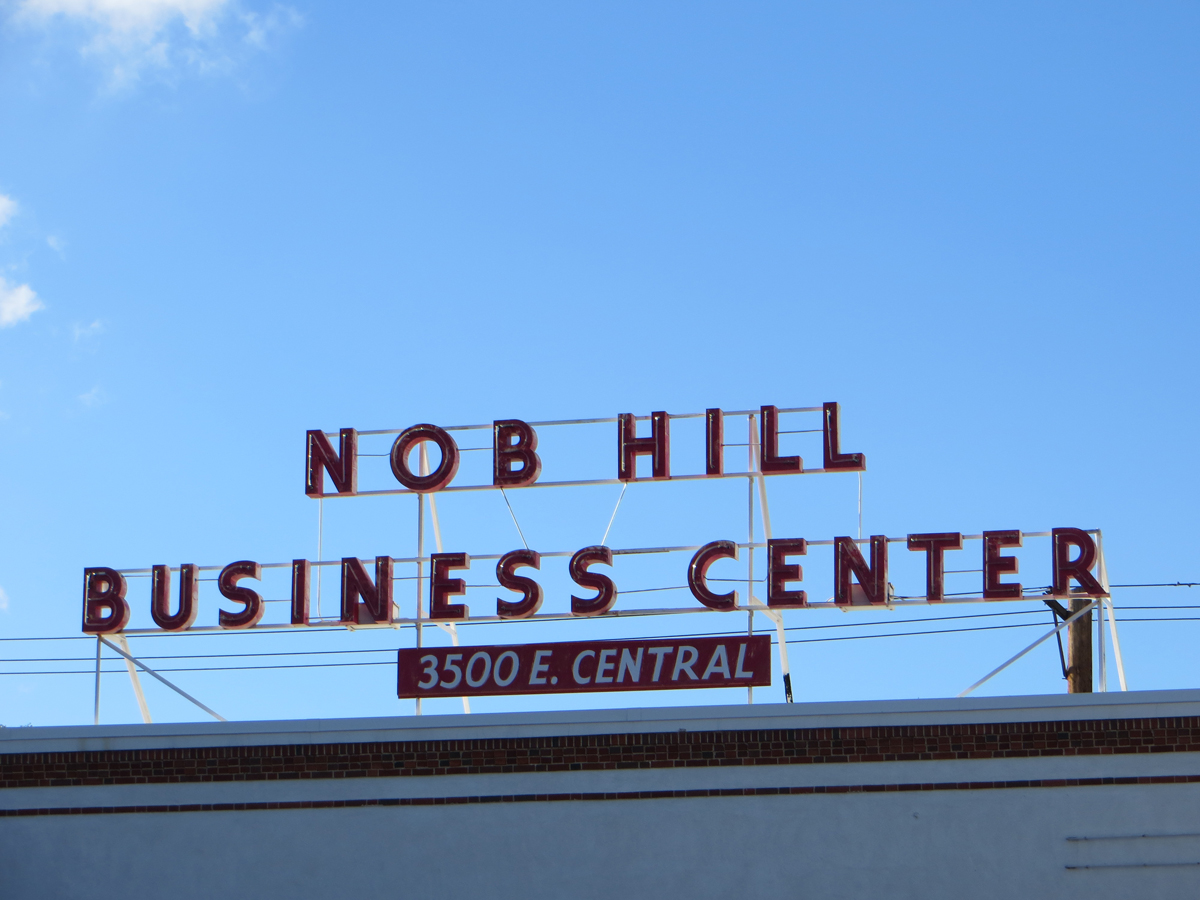 NOB HILL
BUSINESS CENTER
3500 E. CENTRAL